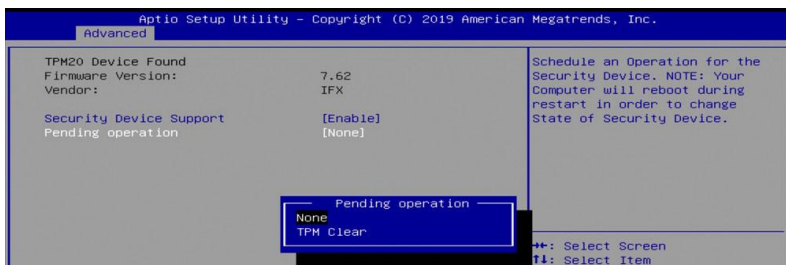 Aptio Setup Utility – Copyright (C) 2019 American Megatrends, Inc.
Advanced
TPM20 Device Found
Firmware Version: 7.62
Vendor: IFX
Security Device Support [Enable]
Pending operation [None]
Schedule an Operation for the
Security Device. NOTE: Your
Computer will reboot during
restart in order to change
State of Security Device.
Pending operation
None
TPM Clear
→←: Select Screen
↑↓: Select Item